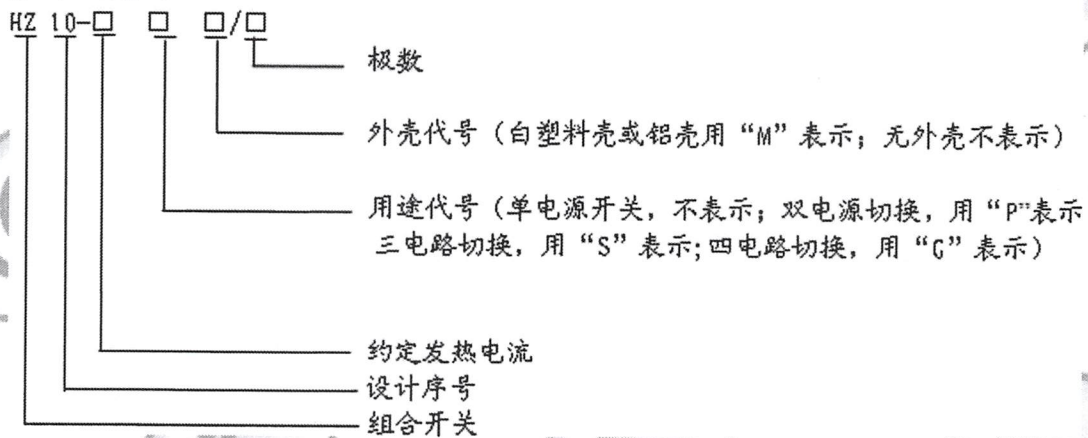 HZ 10-□ □ □/□
极数
外壳代号（白塑料壳或铝壳用“M”表示；无外壳不表示）
用途代号（单电源开关，不表示；双电源切换，用“P”表示
三电路切换，用“S”表示;四电路切换，用“G”表示）
约定发热电流
设计序号
组合开关